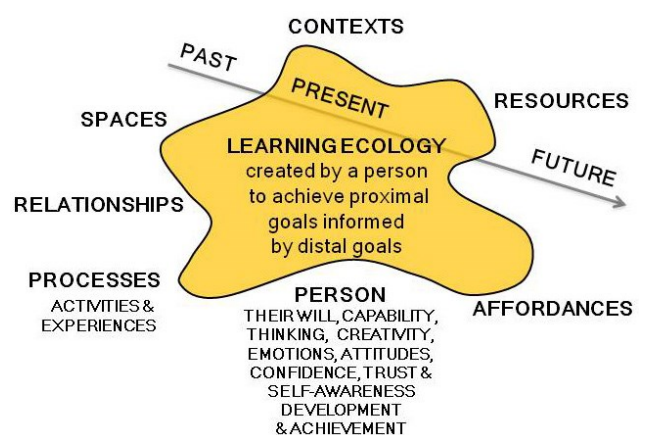 CONTEXTS
PAST
PRESENT
RESOURCES
SPACES
LEARNING ECOLOGY
created by a person
to achieve proximal
goals informed
by distal goals
FUTURE
RELATIONSHIPS
PROCESSES
ACTIVITIES &
EXPERIENCES
PERSON
THEIR WILL, CAPABILITY,
THINKING, CREATIVITY,
EMOTIONS, ATTITUDES,
CONFIDENCE, TRUST &
SELF-AWARENESS
DEVELOPMENT
& ACHIEVEMENT
AFFORDANCES